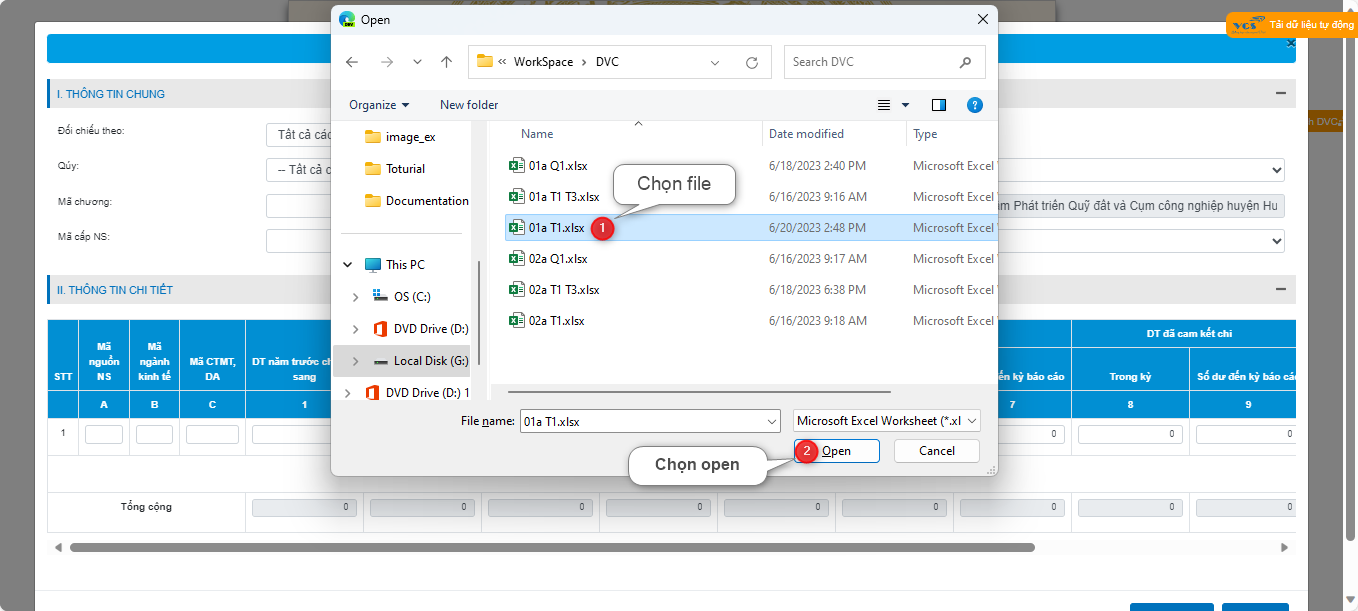 Open
WorkSpace
DVC
Search DVC
vcs Tải dữ liệu tự động
Organize
New folder
image_ex
Toturial
Documentation
This PC
OS (C:)
DVD Drive (D:)
Local Disk (G:)
DVD Drive (D:) 1
Name
Date modified
Type
01a Q1.xlsx
6/18/2023 2:40 PM
Microsoft Excel
01a T1 T3.xlsx
6/16/2023 9:16 AM
Microsoft Excel
01a T1.xlsx
6/20/2023 2:48 PM
Microsoft Excel
02a Q1.xlsx
6/16/2023 9:17 AM
Microsoft Excel
02a T1 T3.xlsx
6/18/2023 6:38 PM
Microsoft Excel
02a T1.xlsx
6/16/2023 9:18 AM
Microsoft Excel
Chọn file
1
File name:
01a T1.xlsx
Microsoft Excel Worksheet (*.xl
2
Open
Cancel
Chọn open
I. THÔNG TIN CHUNG
Đối chiếu theo:
Tất cả các
h DVC
Qúy:
-- Tất cả c
Mã chương:
m Phát triển Quỹ đất và Cụm công nghiệp huyện Hu
Mã cấp NS:
II. THÔNG TIN CHI TIẾT
STT
Mã nguồn NS
Mã ngành kinh tế
Mã CTMT, DA
DT năm trước ch
sang
ến kỳ báo cáo
DT đã cam kết chi
Trong kỳ
Số dư đến kỳ báo cáo
A
B
C
1
7
8
9
1
0
0
0
Tổng cộng
0
0
0
0
0
0
0
0
0